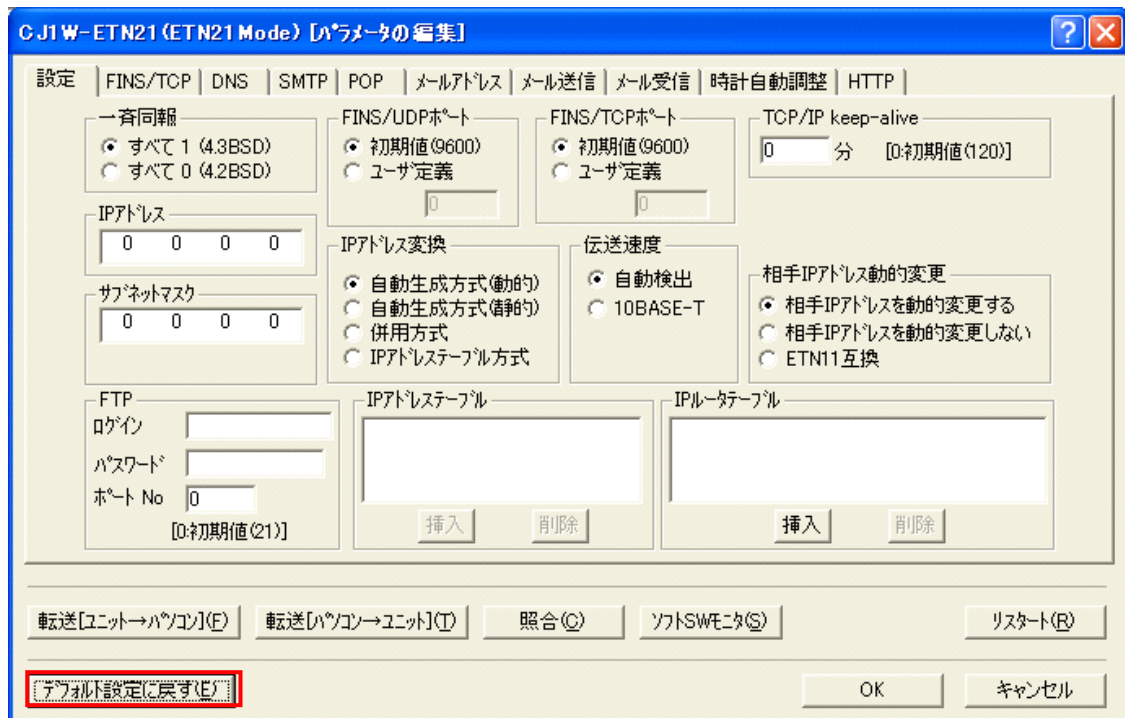 CJ1W-ETN21(ETN21Mode) [ﾊﾟﾗﾒｰﾀの編集]
設定 FINS/TCP DNS SMTP POP ﾒｰﾙｱﾄﾞﾚｽ ﾒｰﾙ送信 ﾒｰﾙ受信 時計自動調整 HTTP
一斉同報
すべて 1 (4.3BSD)
すべて 0 (4.2BSD)
FINS/UDPﾎﾟｰﾄ
初期値(9600)
ﾕｰｻﾞ定義
0
FINS/TCPﾎﾟｰﾄ
初期値(9600)
ﾕｰｻﾞ定義
0
TCP/IP keep-alive
0 分 [0:初期値(120)]
IPｱﾄﾞﾚｽ
0 0 0 0
ｻﾌﾞﾈｯﾄﾏｽｸ
0 0 0 0
IPｱﾄﾞﾚｽ変換
自動生成方式(動的)
自動生成方式(静的)
併用方式
IPｱﾄﾞﾚｽﾃｰﾌﾞﾙ方式
伝送速度
自動検出
10BASE-T
相手IPｱﾄﾞﾚｽ動的変更
相手IPｱﾄﾞﾚｽを動的変更する
相手IPｱﾄﾞﾚｽを動的変更しない
ETN11互換
FTP
ﾛｸﾞｲﾝ
ﾊﾟｽﾜｰﾄﾞ
ﾎﾟｰﾄ No 0
[0:初期値(21)]
IPｱﾄﾞﾚｽﾃｰﾌﾞﾙ
挿入 削除
IPﾙｰﾀﾃｰﾌﾞﾙ
挿入 削除
転送[ﾕﾆｯﾄ→ﾊﾟｿｺﾝ](F) 転送[ﾊﾟｿｺﾝ→ﾕﾆｯﾄ](T) 照合(C) ｿﾌﾄSWﾓﾆﾀ(S) ﾘｽﾀｰﾄ(R)
ﾃﾞﾌｫﾙﾄ設定に戻す(E) OK ｷｬﾝｾﾙ